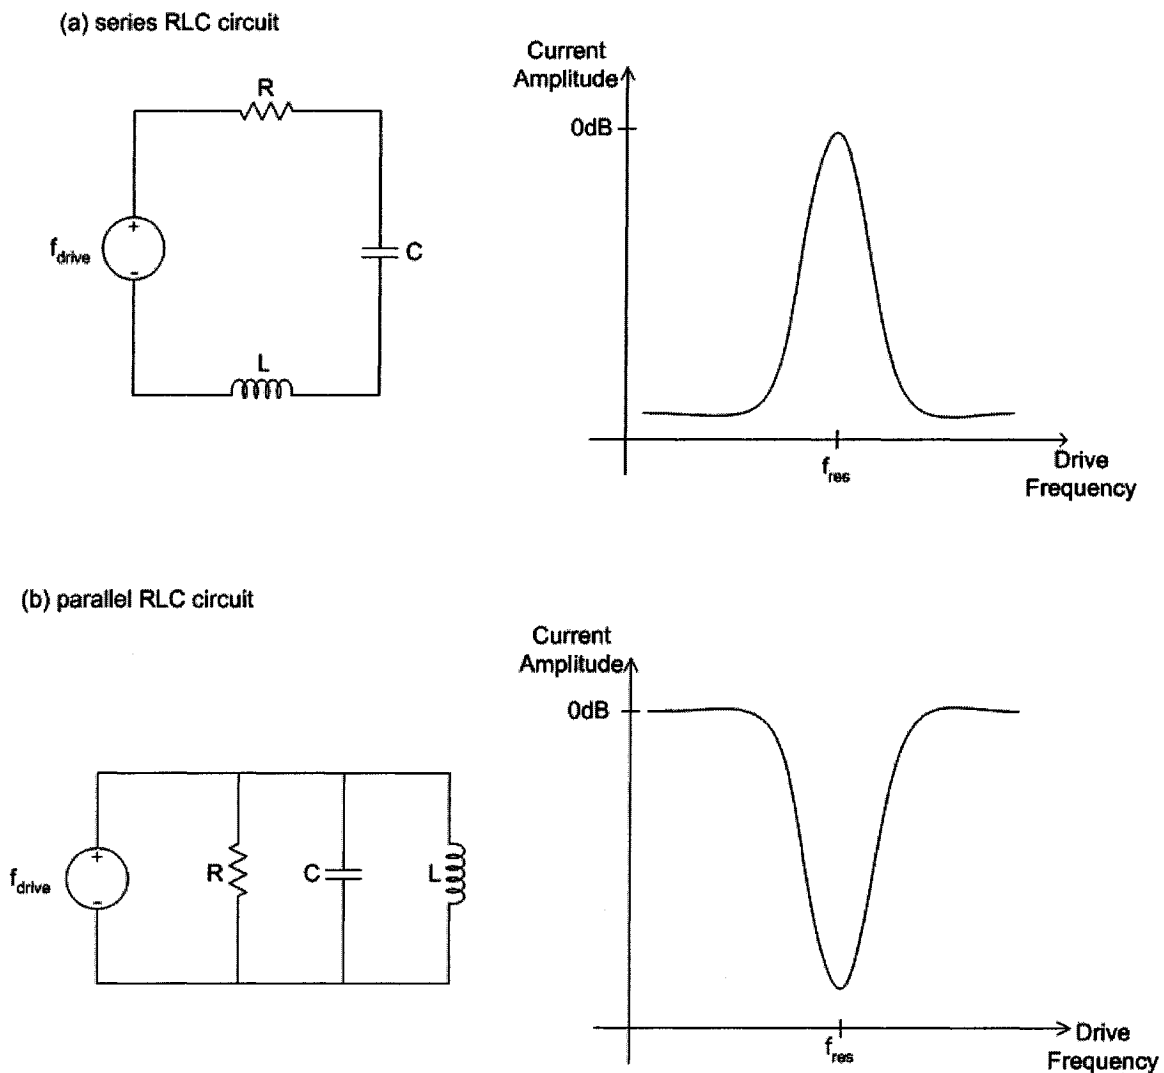 (a) series RLC circuit
Current
Amplitude
0dB
R
f_drive
+
-
C
L
f_res
Drive
Frequency
(b) parallel RLC circuit
Current
Amplitude
0dB
f_drive
+
-
R
C
L
f_res
Drive
Frequency